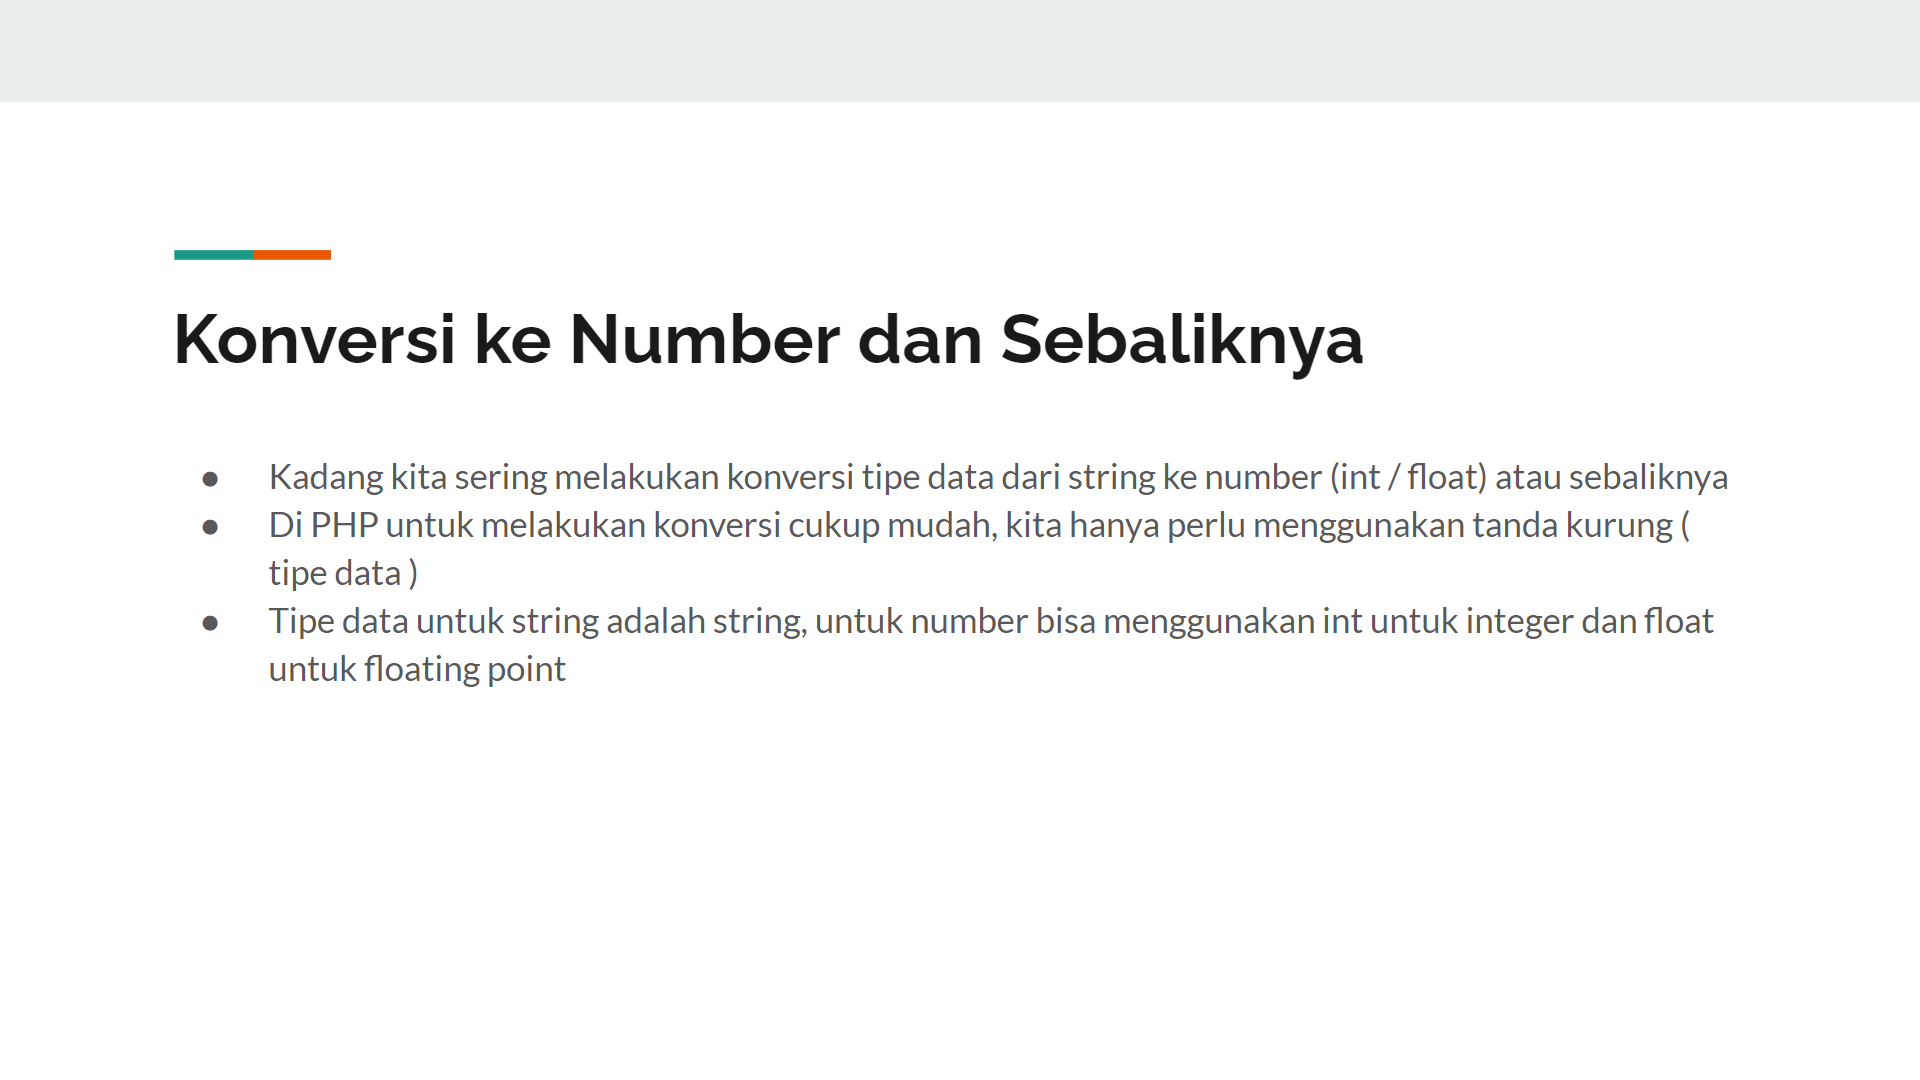 Konversi ke Number dan Sebaliknya
● Kadang kita sering melakukan konversi tipe data dari string ke number (int / float) atau sebaliknya
● Di PHP untuk melakukan konversi cukup mudah, kita hanya perlu menggunakan tanda kurung (
tipe data )
● Tipe data untuk string adalah string, untuk number bisa menggunakan int untuk integer dan float
untuk floating point